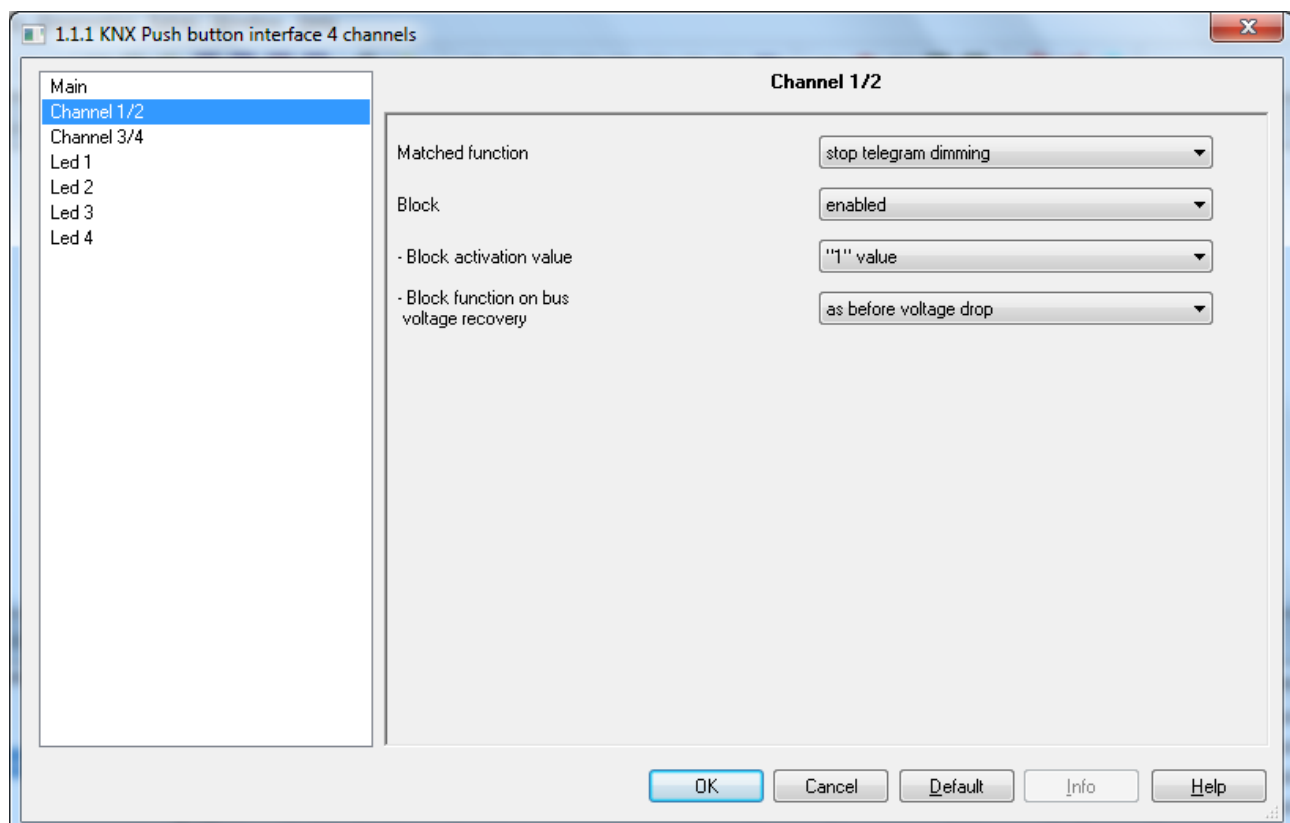 1.1.1 KNX Push button interface 4 channels
Main
Channel 1/2
Channel 3/4
Led 1
Led 2
Led 3
Led 4
Channel 1/2
Matched function
stop telegram dimming
Block
enabled
- Block activation value
"1" value
- Block function on bus
voltage recovery
as before voltage drop
OK
Cancel
Default
Info
Help